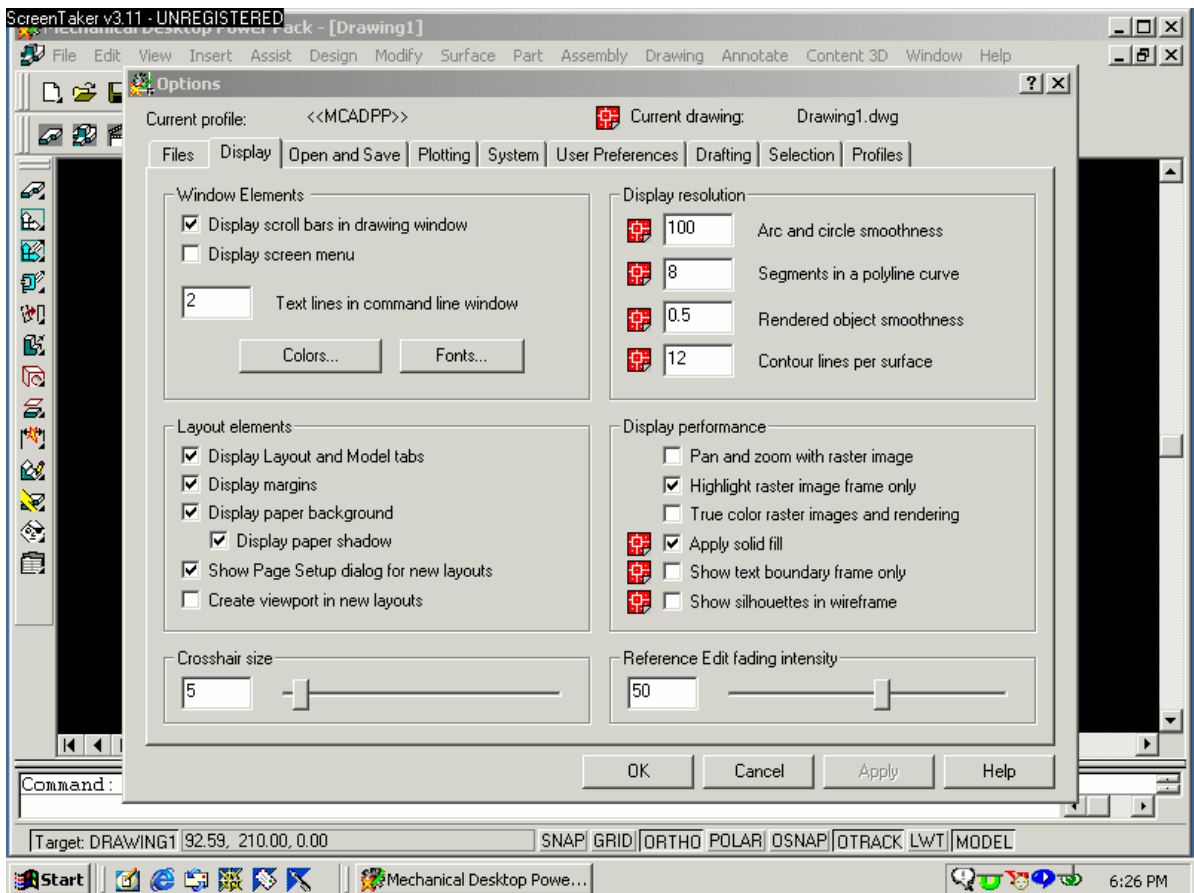 ScreenTaker v3.11 - UNREGISTERED
Mechanical Desktop Power Pack - [Drawing1]
File Edit View Insert Assist Design Modify Surface Part Assembly Drawing Annotate Content 3D Window Help
Options
Current profile: <<MCADPP>> Current drawing: Drawing1.dwg
Files Display Open and Save Plotting System User Preferences Drafting Selection Profiles
Window Elements
Display scroll bars in drawing window
Display screen menu
2 Text lines in command line window
Colors... Fonts...
Display resolution
100 Arc and circle smoothness
8 Segments in a polyline curve
0.5 Rendered object smoothness
12 Contour lines per surface
Layout elements
Display Layout and Model tabs
Display margins
Display paper background
Display paper shadow
Show Page Setup dialog for new layouts
Create viewport in new layouts
Display performance
Pan and zoom with raster image
Highlight raster image frame only
True color raster images and rendering
Apply solid fill
Show text boundary frame only
Show silhouettes in wireframe
Crosshair size
5
Reference Edit fading intensity
50
OK Cancel Apply Help
Command:
Target: DRAWING1 92.59, 210.00, 0.00 SNAP GRID ORTHO POLAR OSNAP OTRACK LWT MODEL
Start Mechanical Desktop Powe... 6:26 PM